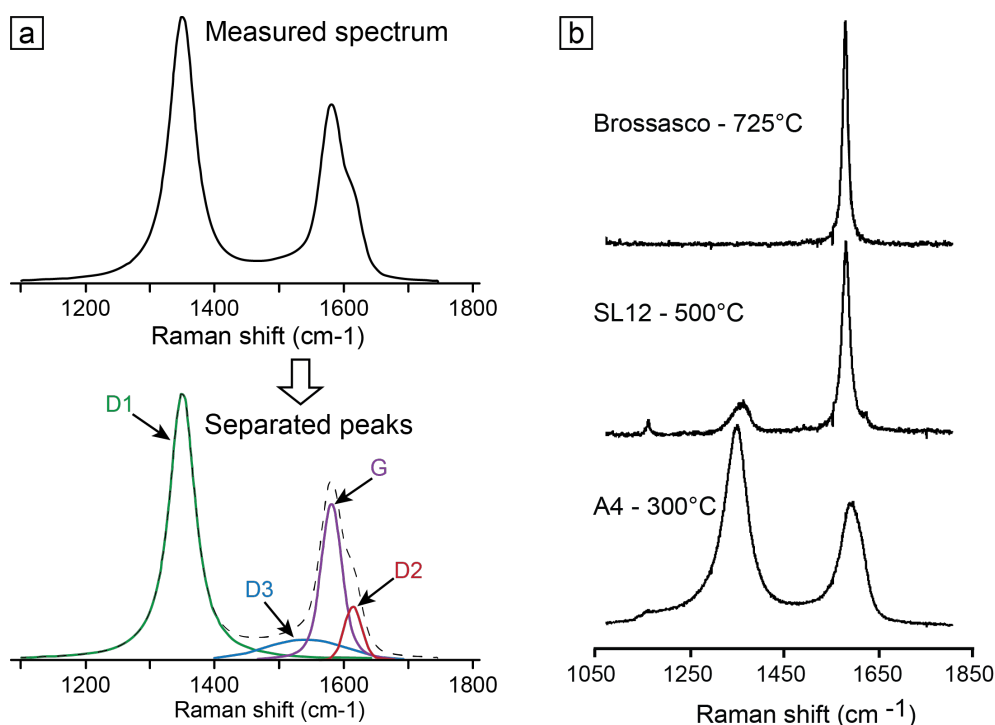 a
Measured spectrum
1200 1400 1600 1800
Raman shift (cm-1)
D1
Separated peaks
G
D3
D2
1200 1400 1600 1800
Raman shift (cm-1)
b
Brossasco - 725°C
SL12 - 500°C
A4 - 300°C
1050 1250 1450 1650 1850
Raman shift (cm -1)